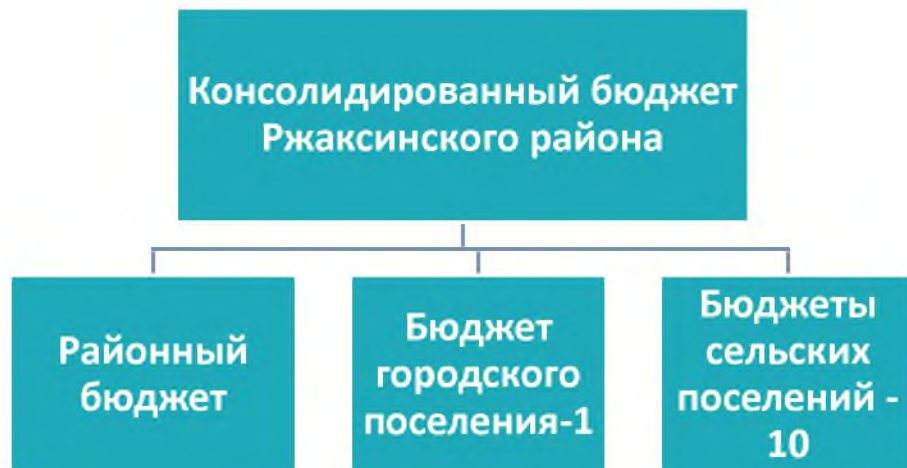 Консолидированный бюджет
Ржаксинского района
Районный
бюджет
Бюджет
городского
поселения-1
Бюджеты
сельских
поселений -
10